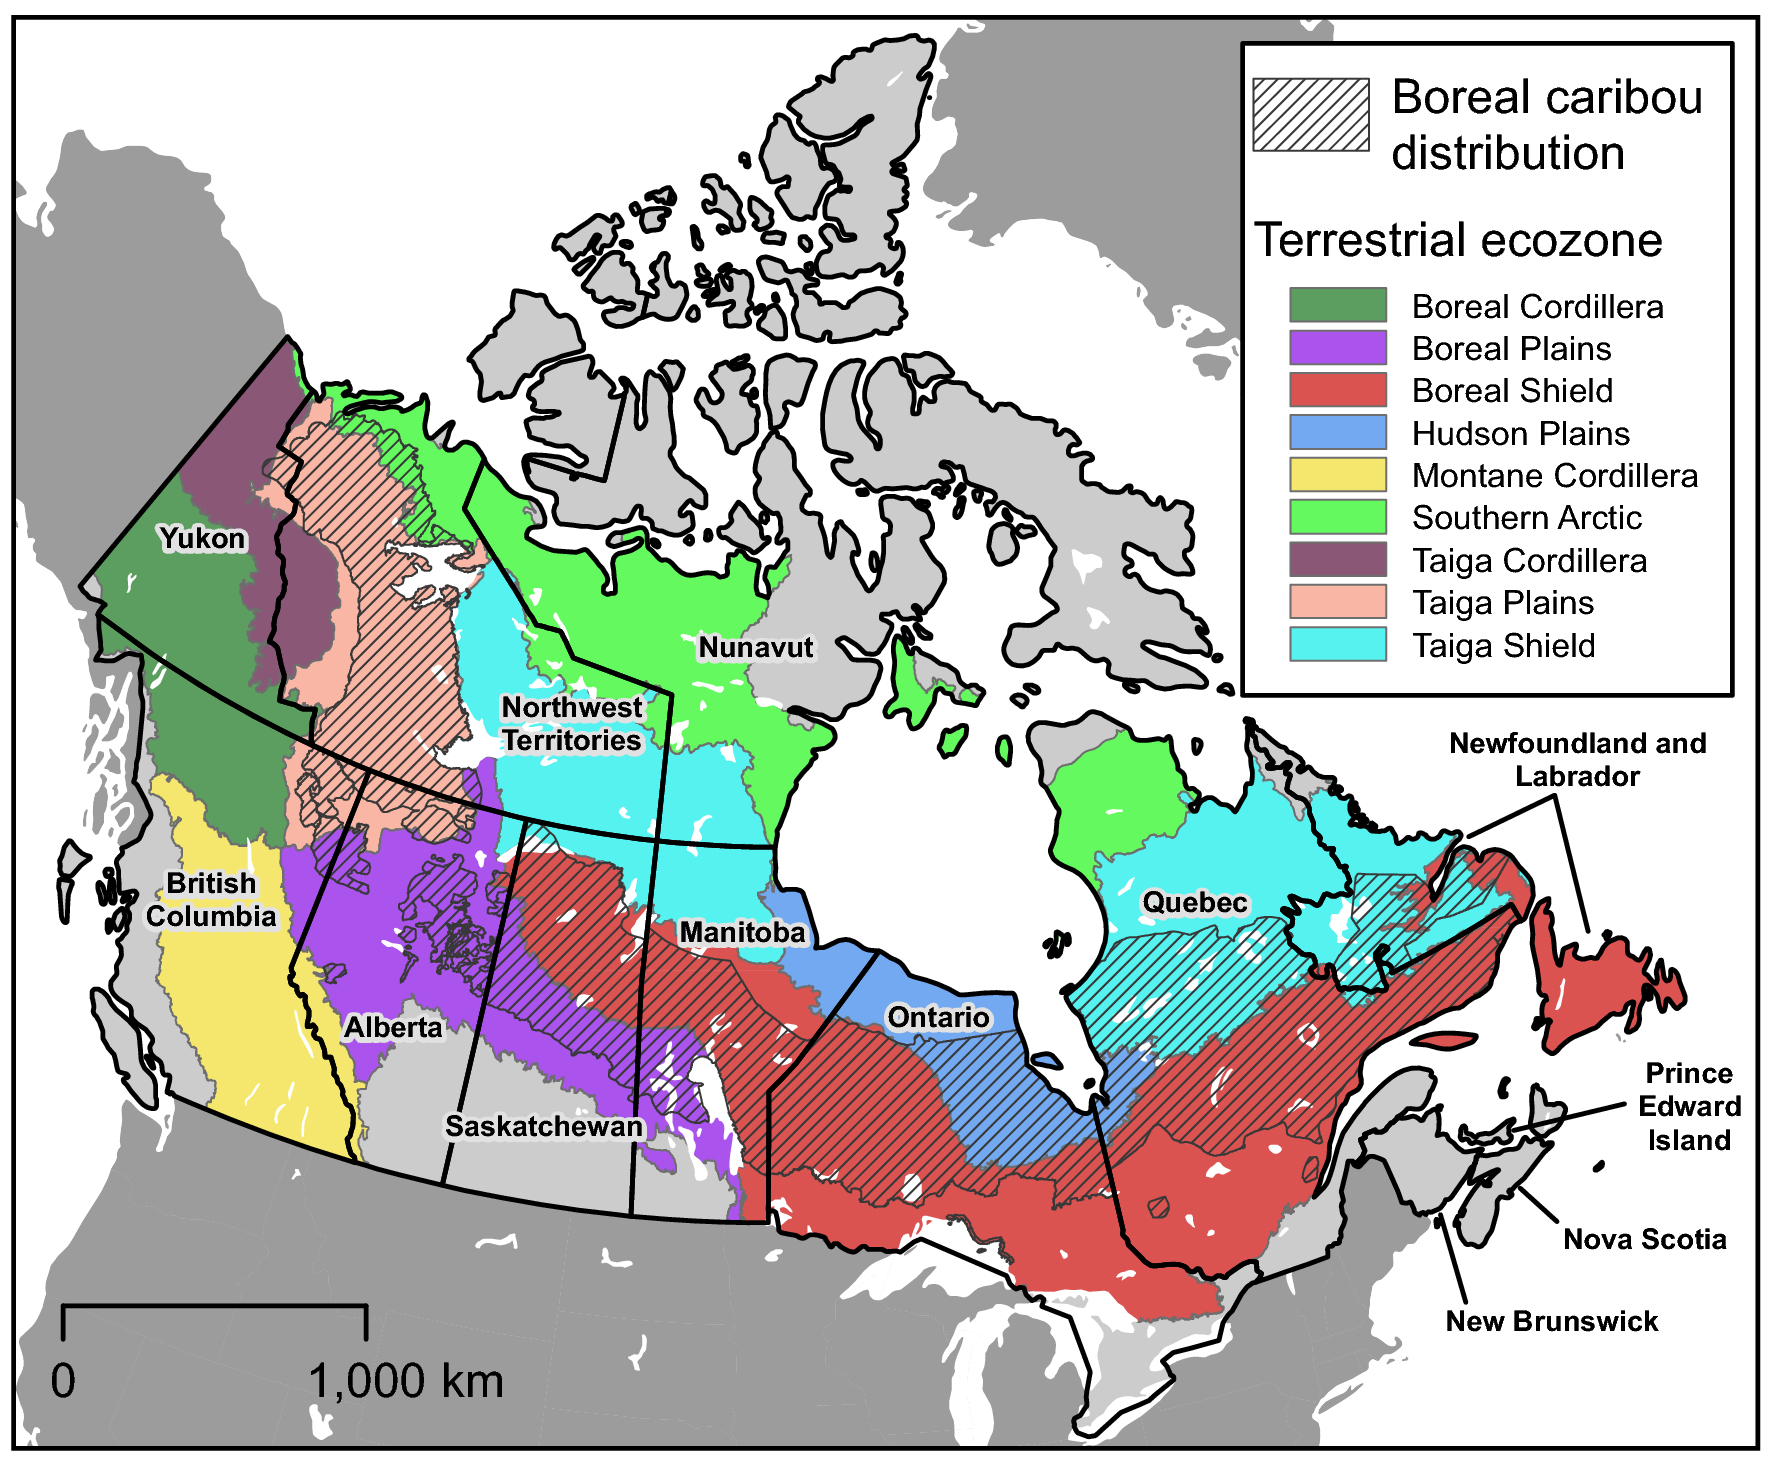 Boreal caribou
distribution
Terrestrial ecozone
Boreal Cordillera
Boreal Plains
Boreal Shield
Hudson Plains
Montane Cordillera
Southern Arctic
Taiga Cordillera
Taiga Plains
Taiga Shield
Yukon
Nunavut
Northwest
Territories
Newfoundland and
Labrador
British
Columbia
Quebec
Manitoba
Alberta
Ontario
Saskatchewan
Prince
Edward
Island
Nova Scotia
New Brunswick
0
1,000 km